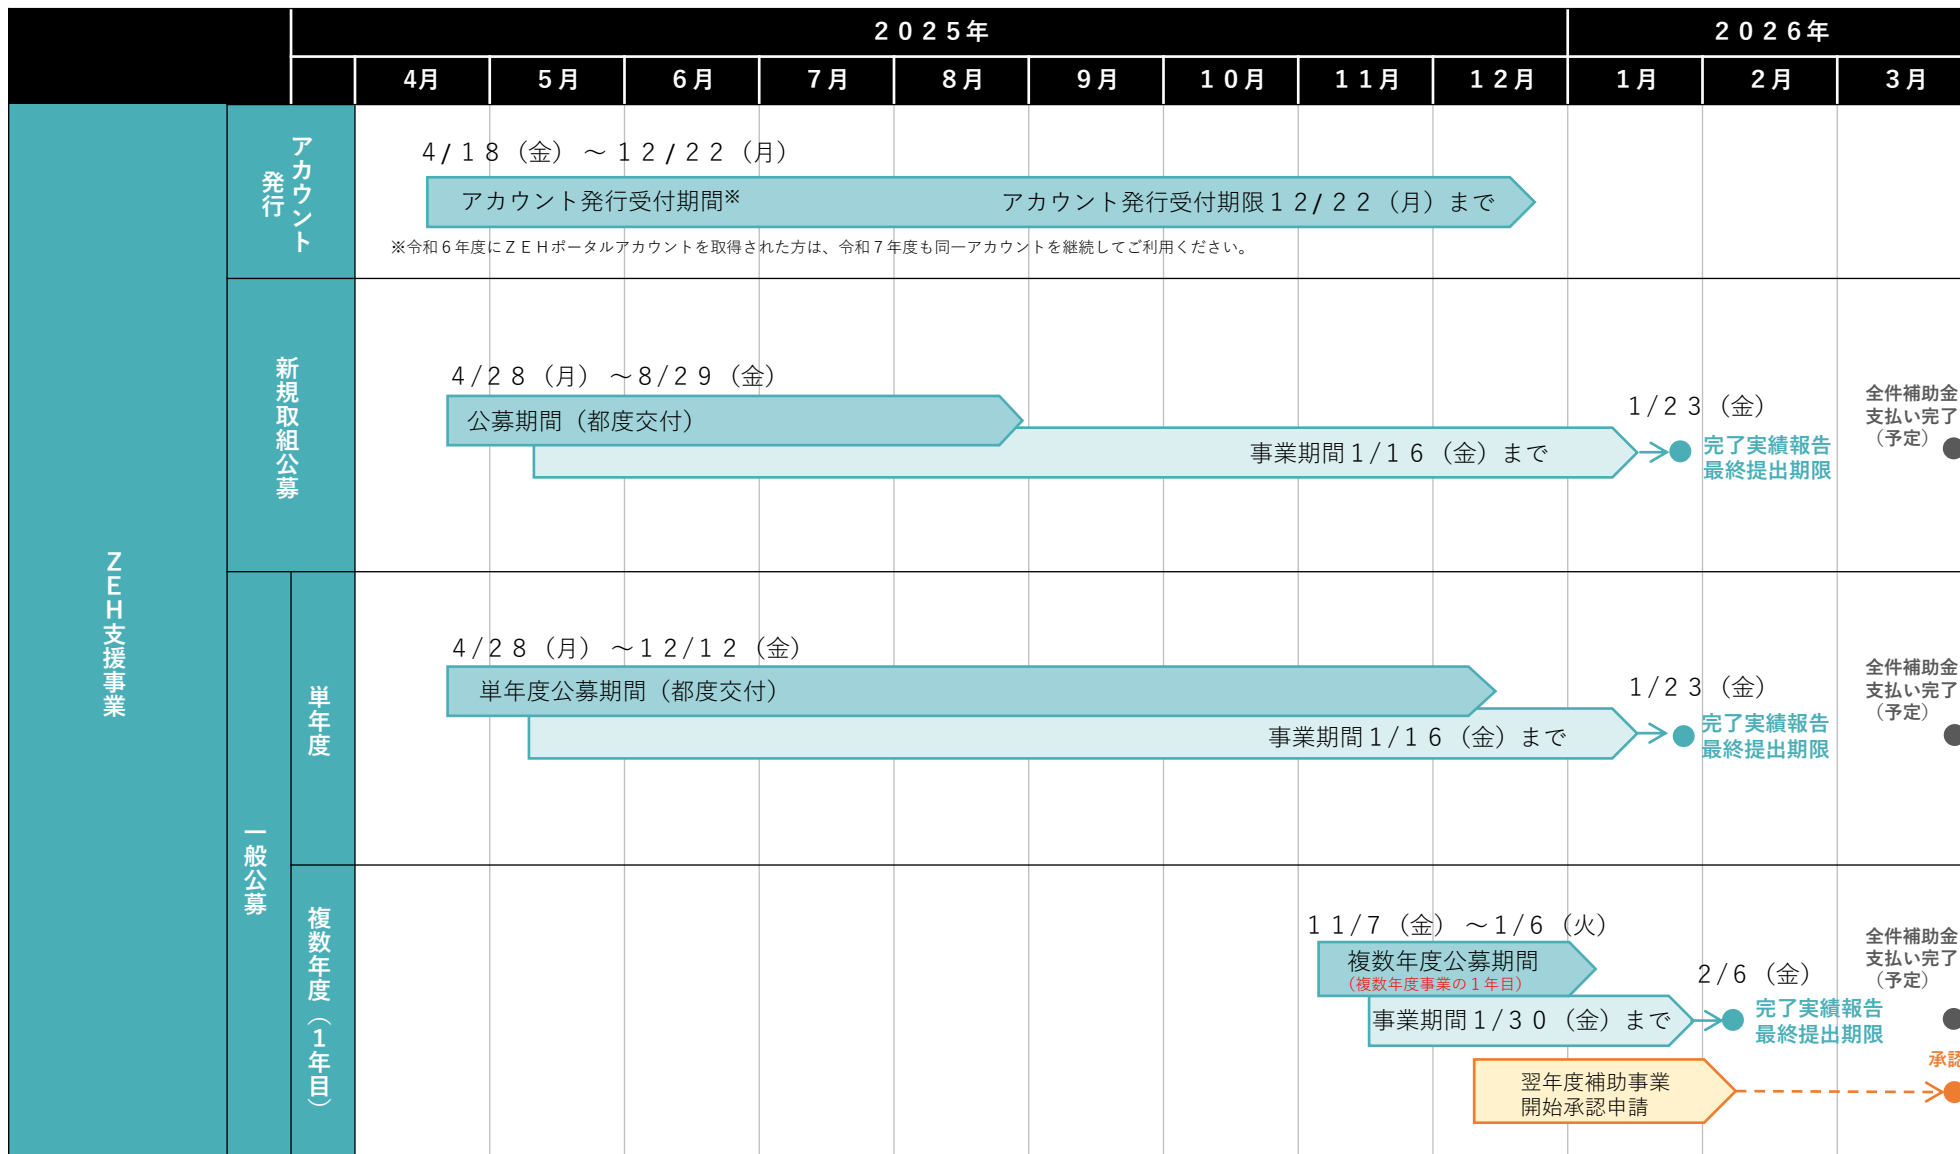 2025年
2026年
4月 5月 6月 7月 8月 9月 10月 11月 12月 1月 2月 3月
ZEH支援事業
アカウント
発行
4/18（金）～12/22（月）
アカウント発行受付期間※
アカウント発行受付期限12/22（月）まで
※令和6年度にZEHポータルアカウントを取得された方は、令和7年度も同一アカウントを継続してご利用ください。
新規取組公募
4/28（月）～8/29（金）
公募期間（都度交付）
事業期間1/16（金）まで
1/23（金）
完了実績報告
最終提出期限
全件補助金
支払い完了
（予定）
一般公募
単年度
4/28（月）～12/12（金）
単年度公募期間（都度交付）
事業期間1/16（金）まで
1/23（金）
完了実績報告
最終提出期限
全件補助金
支払い完了
（予定）
複数年度（1年目）
11/7（金）～1/6（火）
複数年度公募期間
（複数年度事業の1年目）
事業期間1/30（金）まで
2/6（金）
完了実績報告
最終提出期限
全件補助金
支払い完了
（予定）
翌年度補助事業
開始承認申請
承認